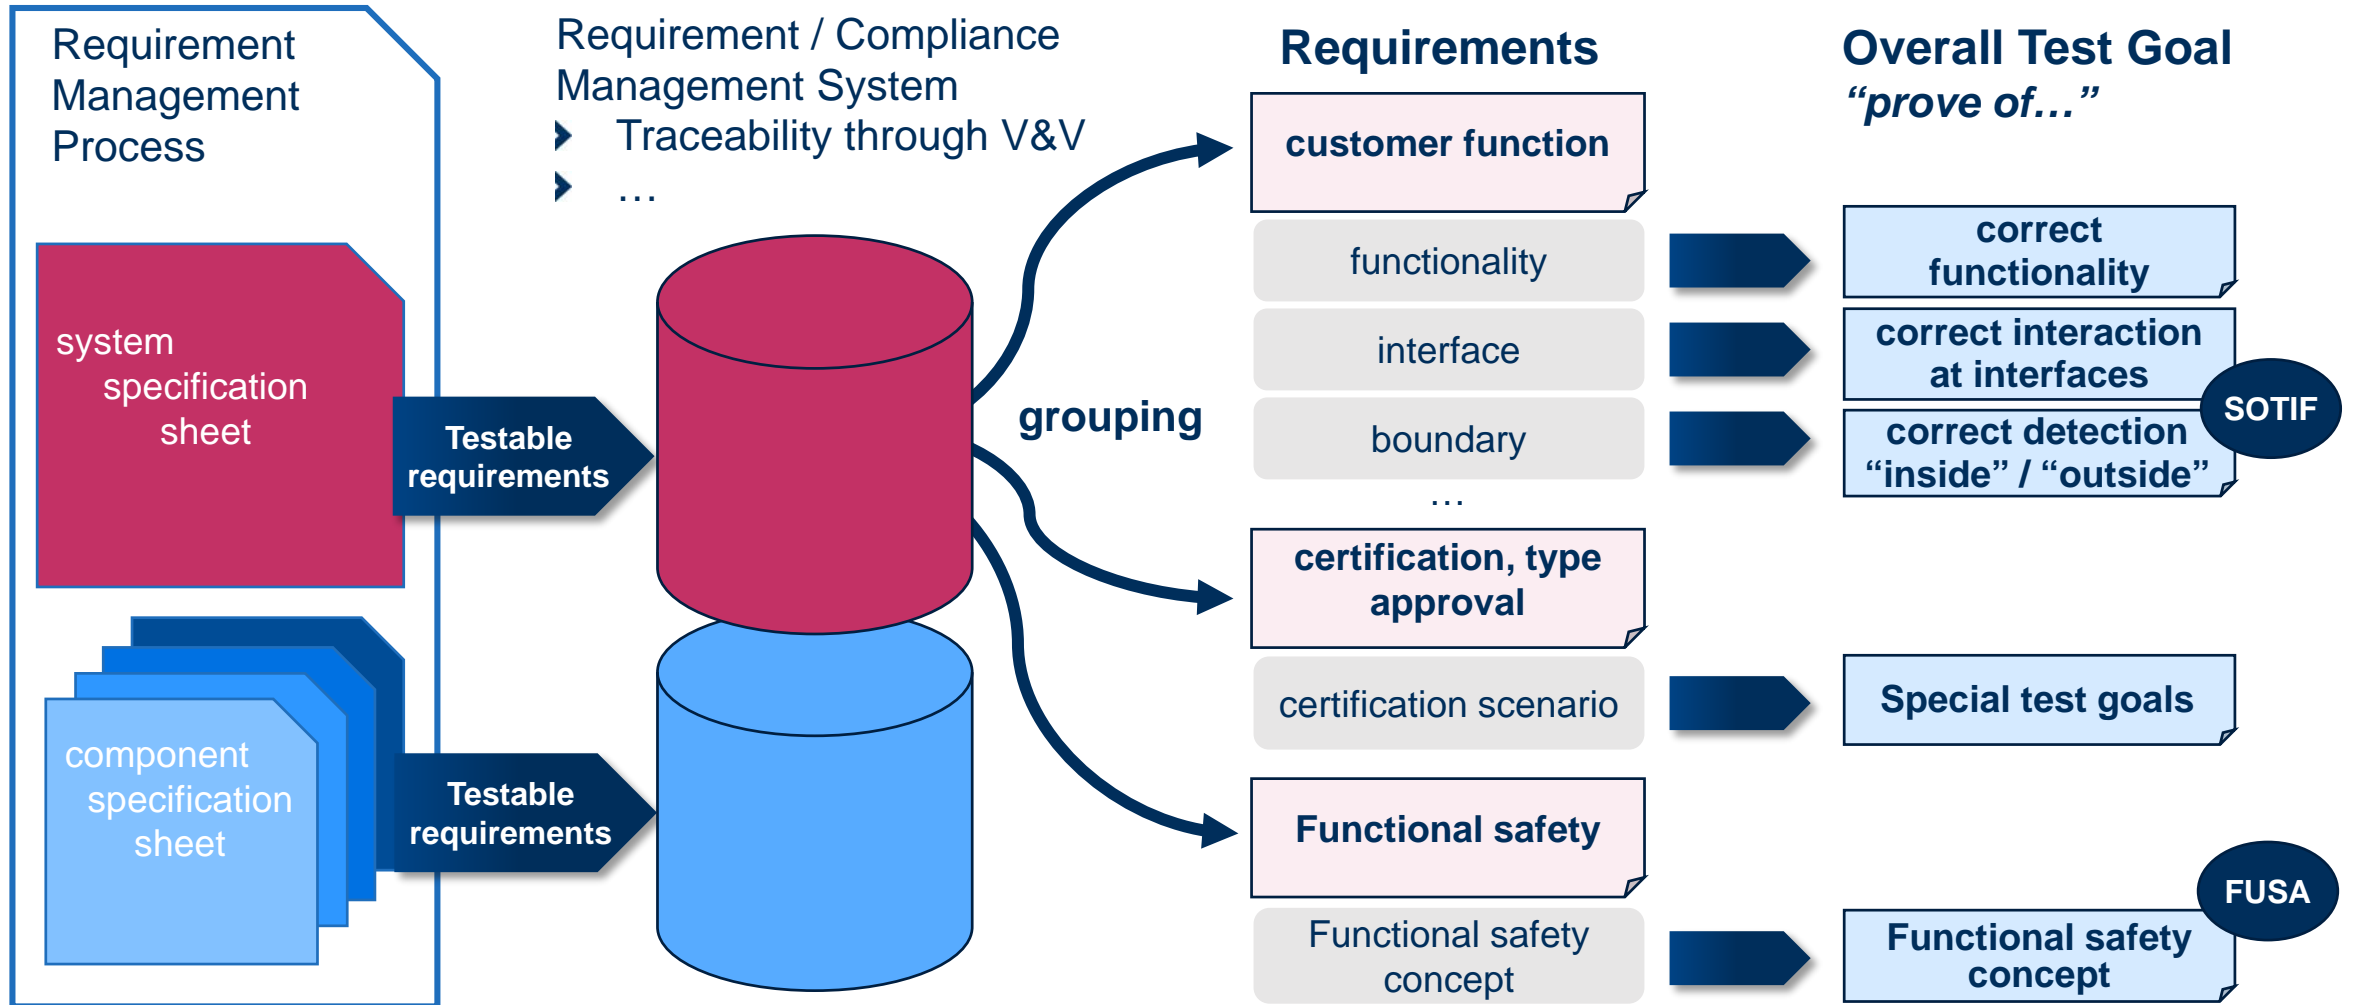 Requirement
Management
Process
system
specification
sheet
component
specification
sheet
Testable
requirements
Testable
requirements
Requirement / Compliance
Management System
Traceability through V&V
…
grouping
Requirements
customer function
functionality
interface
boundary
…
certification, type
approval
certification scenario
Functional safety
Functional safety
concept
Overall Test Goal
“prove of…”
correct
functionality
correct interaction
at interfaces
SOTIF
correct detection
“inside” / “outside”
Special test goals
FUSA
Functional safety
concept